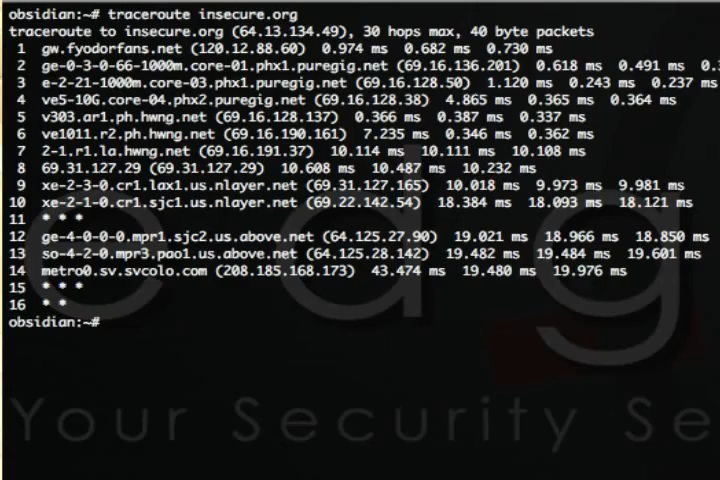 obsidian:~# traceroute insecure.org
traceroute to insecure.org (64.13.134.49), 30 hops max, 40 byte packets
1 gw.fyodorfans.net (120.12.88.60) 0.974 ms 0.682 ms 0.730 ms
2 ge-0-3-0-66-1000m.core-01.phx1.puregig.net (69.16.136.201) 0.618 ms 0.491 ms
3 e-2-21-1000m.core-03.phx1.puregig.net (69.16.128.50) 1.120 ms 0.243 ms 0.237 ms
4 ve5-10G.core-04.phx2.puregig.net (69.16.128.38) 4.865 ms 0.365 ms 0.364 ms
5 v303.ar1.ph.hwng.net (69.16.128.137) 0.366 ms 0.387 ms 0.337 ms
6 ve1011.r2.ph.hwng.net (69.16.190.161) 7.235 ms 0.346 ms 0.362 ms
7 2-1.r1.la.hwng.net (69.16.191.37) 10.114 ms 10.111 ms 10.108 ms
8 69.31.127.29 (69.31.127.29) 10.608 ms 10.487 ms 10.232 ms
9 xe-2-3-0.cr1.lax1.us.nlayer.net (69.31.127.165) 10.018 ms 9.973 ms 9.981 ms
10 xe-2-1-0.cr1.sjc1.us.nlayer.net (69.22.142.54) 18.384 ms 18.093 ms 18.121 ms
11 * * *
12 ge-4-0-0-0.mpr1.sjc2.us.above.net (64.125.27.90) 19.021 ms 18.966 ms 18.850 ms
13 so-4-2-0.mpr3.pao1.us.above.net (64.125.28.142) 19.482 ms 19.484 ms 19.601 ms
14 metro0.sv.svcolo.com (208.185.168.173) 43.474 ms 19.480 ms 19.976 ms
15 * * *
16 * *
obsidian:~#
edg
Your Security Se